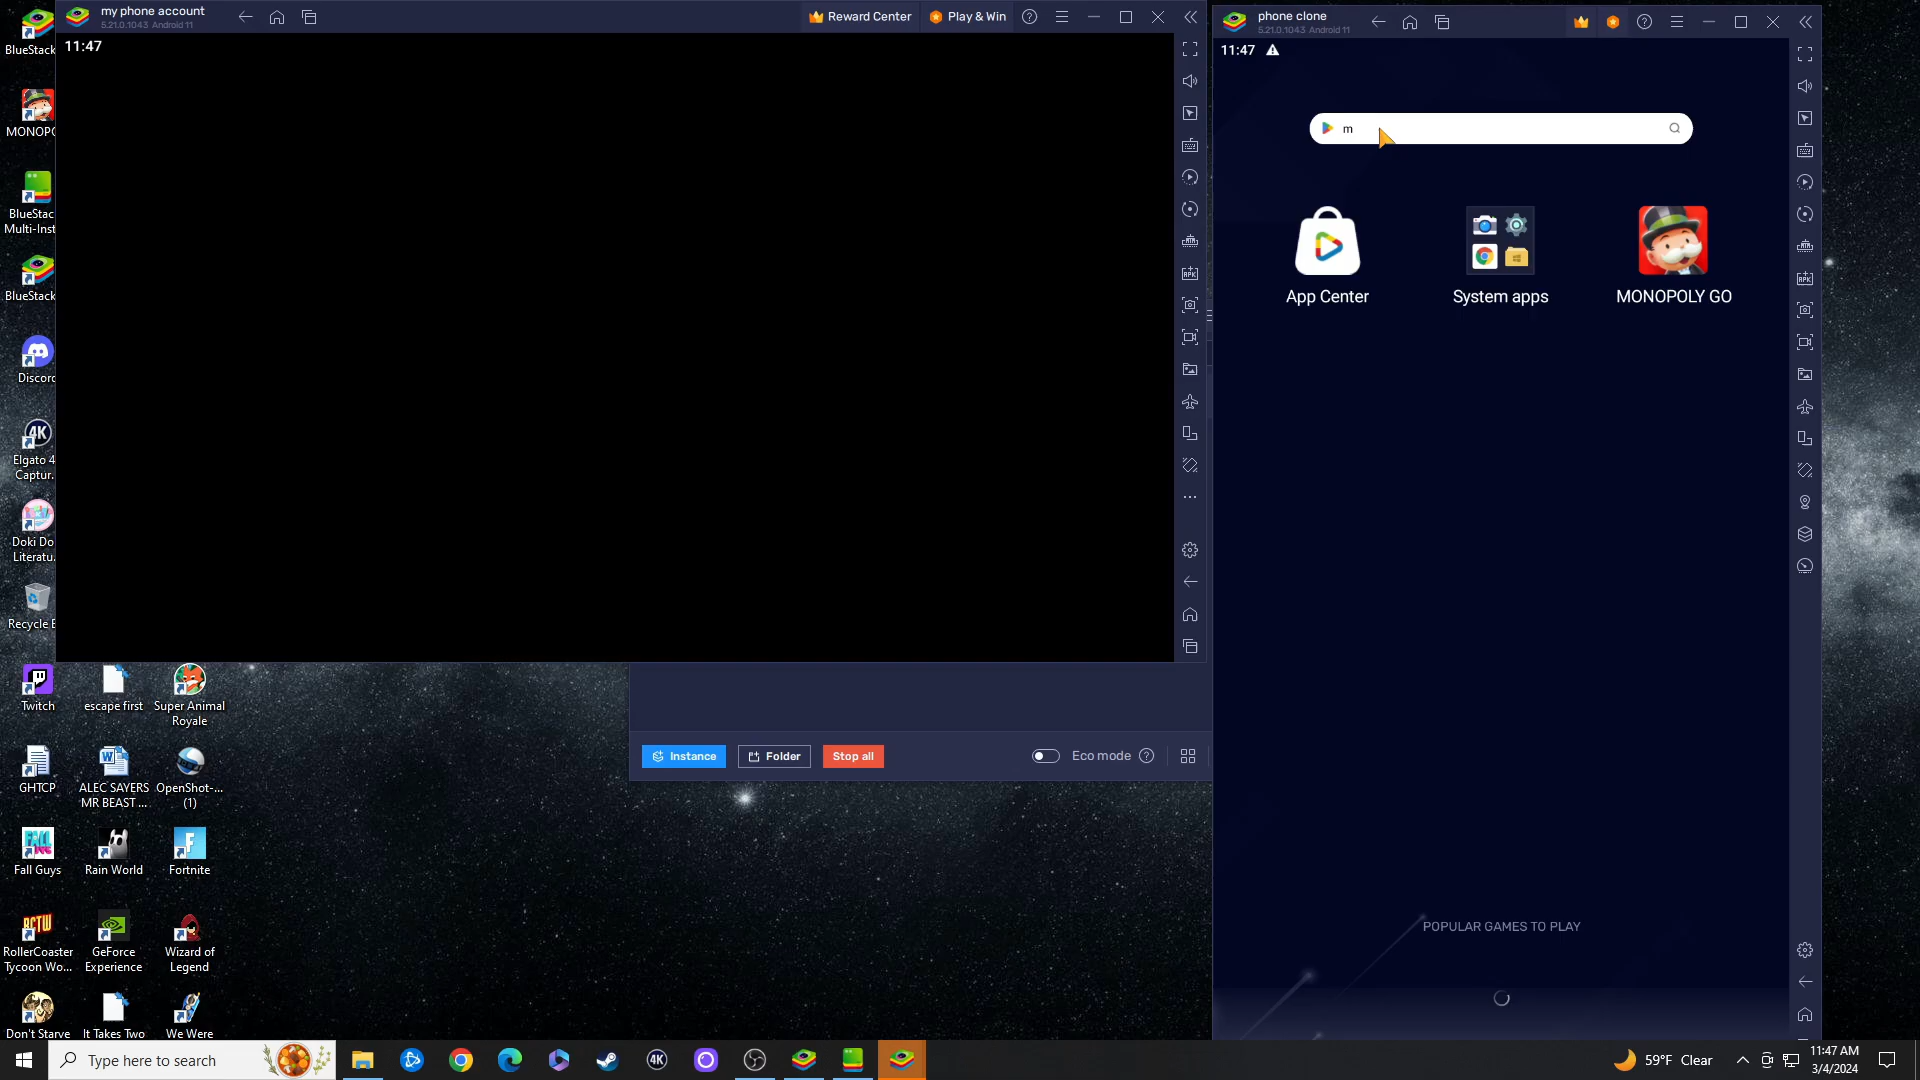 my phone account
5.21.0.1043 Android 11
Reward Center
Play & Win
11:47
phone clone
5.21.0.1043 Android 11
11:47
m
App Center
System apps
MONOPOLY GO
POPULAR GAMES TO PLAY
Instance
Folder
Stop all
Eco mode
BlueStack
MONOPO
BlueStac
Multi-Inst
BlueStack
Discord
4K
Elgato 4
Captur...
Doki Do
Literatu...
Recycle B
Twitch
escape first
Super Animal
Royale
GHTCP
ALEC SAYERS
MR BEAST ...
OpenShot-...
(1)
Fall Guys
Rain World
Fortnite
RCTW
RollerCoaster
Tycoon Wo...
GeForce
Experience
Wizard of
Legend
Don't Starve
It Takes Two
We Were
Type here to search
4K
59°F Clear
11:47 AM
3/4/2024